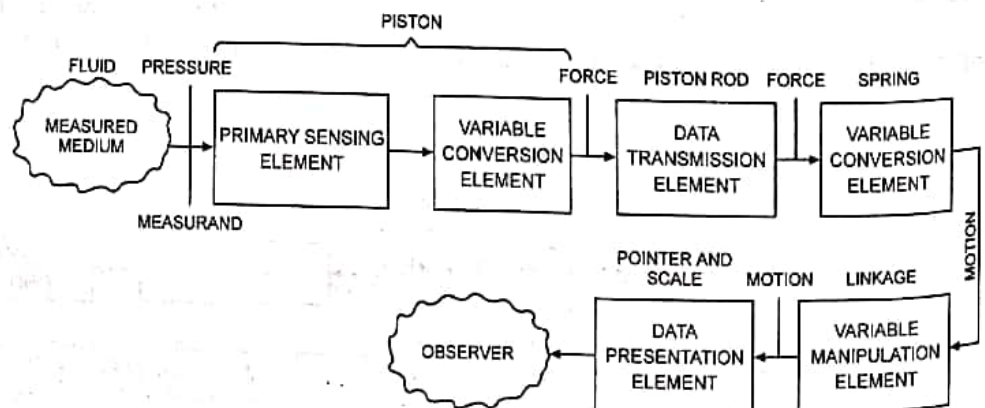 PISTON
FLUID
PRESSURE
FORCE
PISTON ROD
FORCE
SPRING
MEASURED
MEDIUM
PRIMARY SENSING
ELEMENT
VARIABLE
CONVERSION
ELEMENT
DATA
TRANSMISSION
ELEMENT
VARIABLE
CONVERSION
ELEMENT
MEASURAND
MOTION
POINTER AND
SCALE
MOTION
LINKAGE
OBSERVER
DATA
PRESENTATION
ELEMENT
VARIABLE
MANIPULATION
ELEMENT